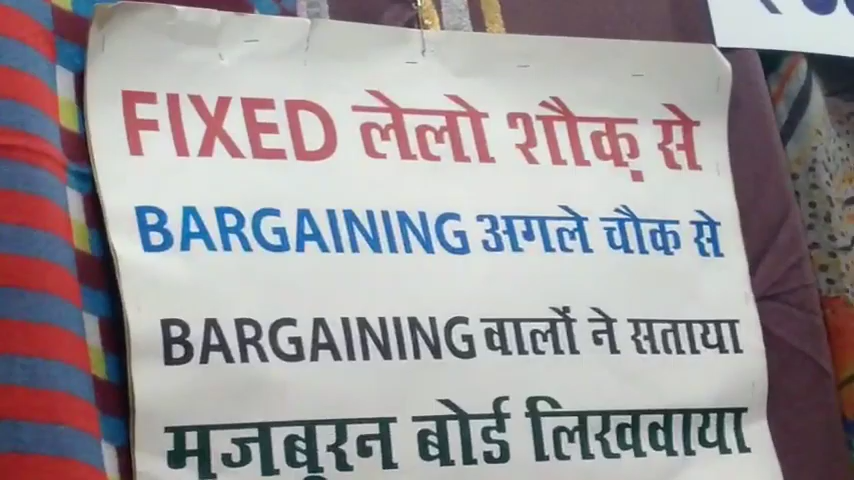 FIXED लेलो शौक़ से
BARGAINING अगले चौक से
BARGAINING वालों ने सताया
मजबूरन बोर्ड लिखवाया